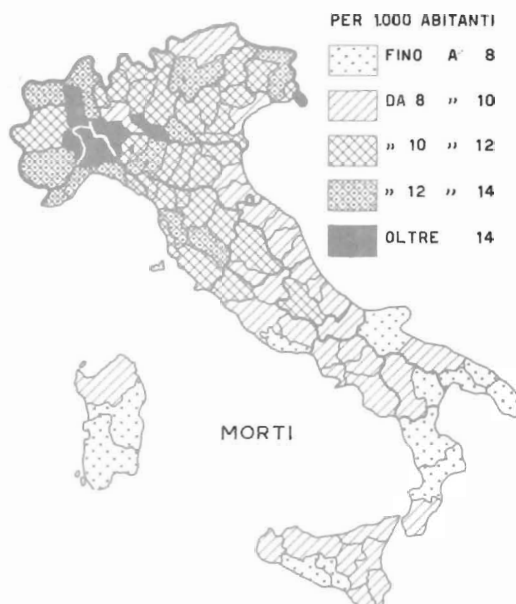 PER 1.000 ABITANTI
FINO A 8
DA 8 " 10
" 10 " 12
" 12 " 14
OLTRE 14
MORTI